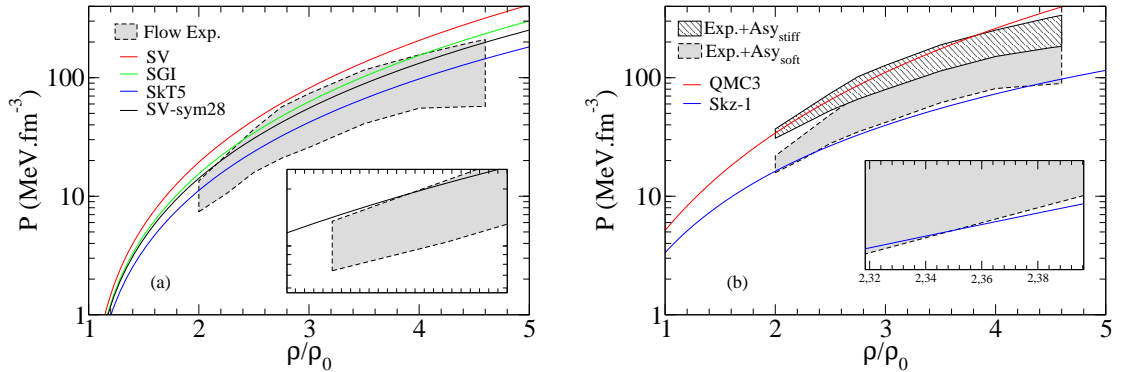 1000
100
10
1
P (MeV.fm⁻³)
Flow Exp.
SV
SGI
SkT5
SV-sym28
(a)
1 2 3 4 5
ρ/ρ₀
1000
100
10
1
P (MeV.fm⁻³)
Exp.+Asy_stiff
Exp.+Asy_soft
QMC3
Skz-1
2,32 2,34 2,36 2,38
(b)
1 2 3 4 5
ρ/ρ₀